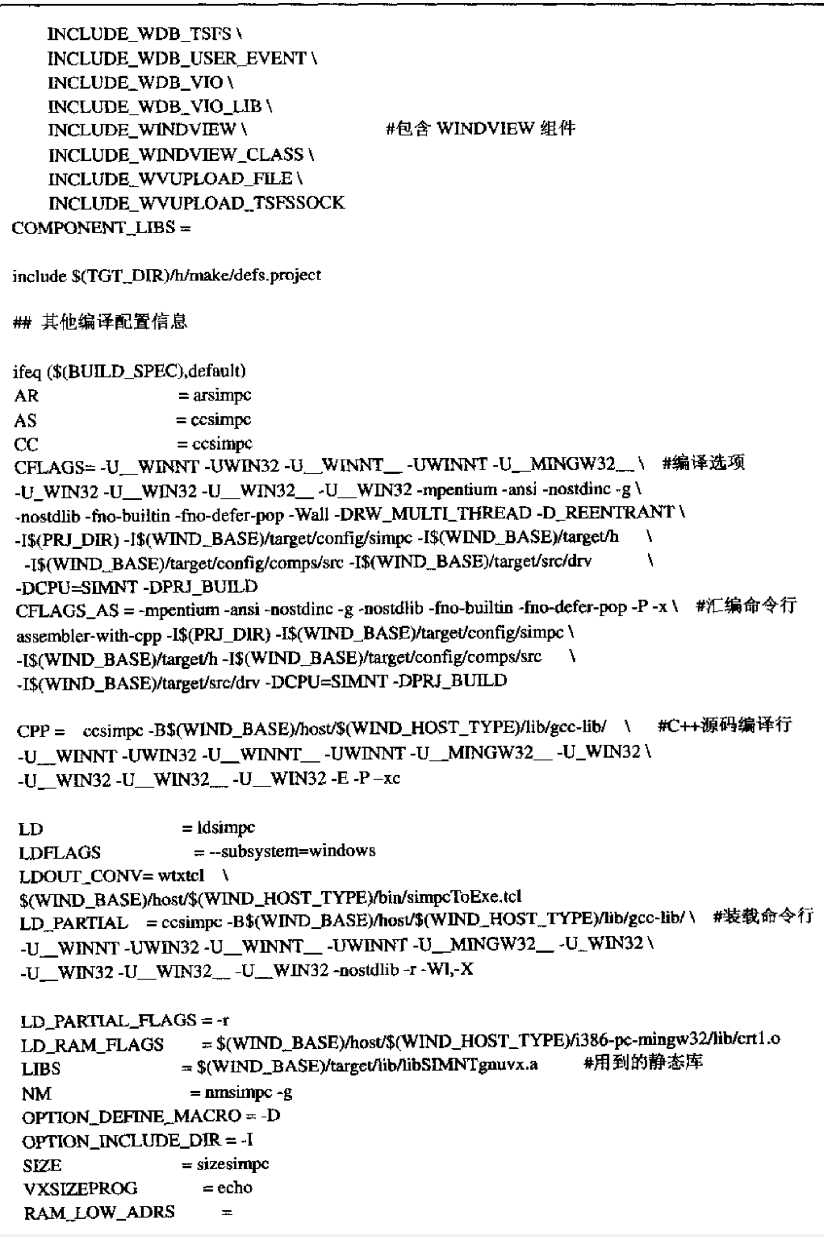 INCLUDE_WDB_TSFS \
INCLUDE_WDB_USER_EVENT \
INCLUDE_WDB_VIO \
INCLUDE_WDB_VIO_LIB \
INCLUDE_WINDVIEW \ #包含 WINDVIEW 组件
INCLUDE_WINDVIEW_CLASS \
INCLUDE_WVUPLOAD_FILE \
INCLUDE_WVUPLOAD_TSFSSOCK
COMPONENT_LIBS =
include $(TGT_DIR)/h/make/defs.project
## 其他编译配置信息
ifeq ($(BUILD_SPEC),default)
AR = arsimpc
AS = ccsimpc
CC = ccsimpc
CFLAGS= -U__WINNT -UWIN32 -U__WINNT__ -UWINNT -U__MINGW32__ \ #编译选项
-U_WIN32 -U__WIN32 -U__WIN32__ -U__WIN32 -mpentium -ansi -nostdinc -g \
-nostdlib -fno-builtin -fno-defer-pop -Wall -DRW_MULTI_THREAD -D_REENTRANT \
-I$(PRJ_DIR) -I$(WIND_BASE)/target/config/simpc -I$(WIND_BASE)/target/h \
-I$(WIND_BASE)/target/config/comps/src -I$(WIND_BASE)/target/src/drv \
-DCPU=SIMNT -DPRJ_BUILD
CFLAGS_AS = -mpentium -ansi -nostdinc -g -nostdlib -fno-builtin -fno-defer-pop -P -x \ #汇编命令行
assembler-with-cpp -I$(PRJ_DIR) -I$(WIND_BASE)/target/config/simpc \
-I$(WIND_BASE)/target/h -I$(WIND_BASE)/target/config/comps/src \
-I$(WIND_BASE)/target/src/drv -DCPU=SIMNT -DPRJ_BUILD
CPP = ccsimpc -B$(WIND_BASE)/host/$(WIND_HOST_TYPE)/lib/gcc-lib/ \ #C++源码编译行
-U__WINNT -UWIN32 -U__WINNT__ -UWINNT -U__MINGW32__ -U_WIN32 \
-U__WIN32 -U__WIN32__ -U__WIN32 -E -P –xc
LD = ldsimpc
LDFLAGS = --subsystem=windows
LDOUT_CONV= wtxtcl \
$(WIND_BASE)/host/$(WIND_HOST_TYPE)/bin/simpcToExe.tcl
LD_PARTIAL = ccsimpc -B$(WIND_BASE)/host/$(WIND_HOST_TYPE)/lib/gcc-lib/ \ #装载命令行
-U__WINNT -UWIN32 -U__WINNT__ -UWINNT -U__MINGW32__ -U_WIN32 \
-U__WIN32 -U__WIN32__ -U__WIN32 -nostdlib -r -Wl,-X
LD_PARTIAL_FLAGS = -r
LD_RAM_FLAGS = $(WIND_BASE)/host/$(WIND_HOST_TYPE)/i386-pc-mingw32/lib/crt1.o
LIBS = $(WIND_BASE)/target/lib/libSIMNTgnuvx.a #用到的静态库
NM = nmsimpc -g
OPTION_DEFINE_MACRO = -D
OPTION_INCLUDE_DIR = -I
SIZE = sizesimpc
VXSIZEPROG = echo
RAM_LOW_ADRS =